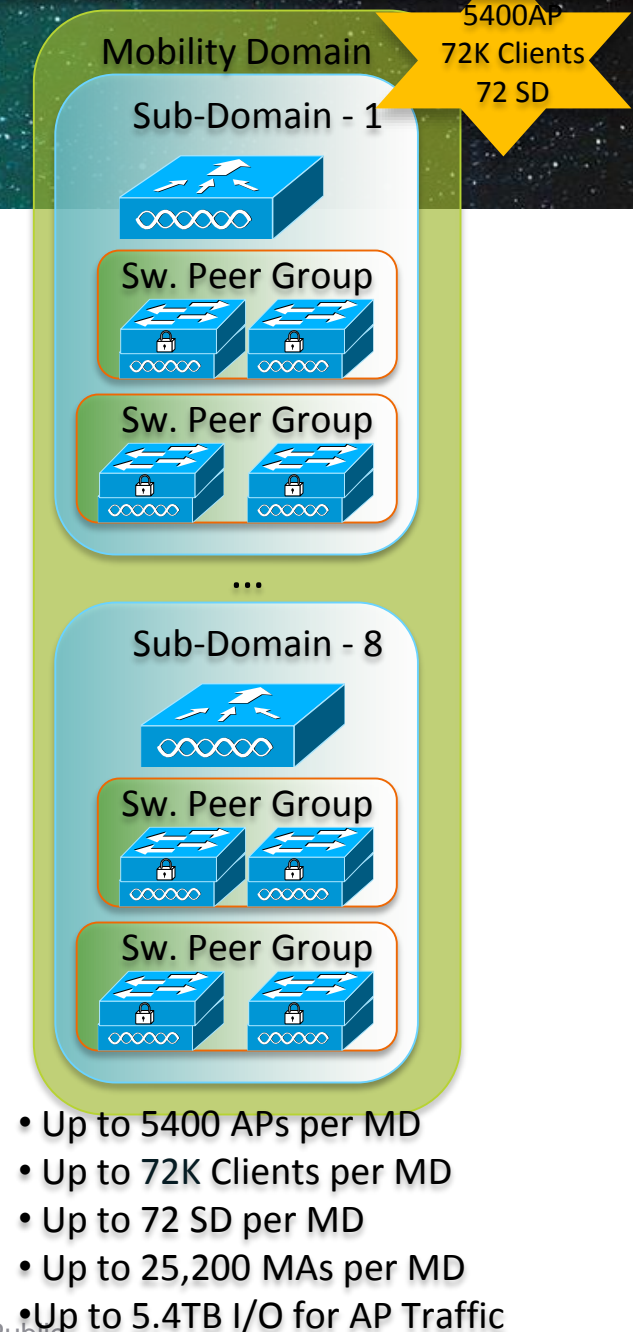 5400AP
Mobility Domain
72K Clients
72 SD
Sub-Domain - 1
Sw. Peer Group
Sw. Peer Group
...
Sub-Domain - 8
Sw. Peer Group
Sw. Peer Group
• Up to 5400 APs per MD
• Up to 72K Clients per MD
• Up to 72 SD per MD
• Up to 25,200 MAs per MD
•Up to 5.4TB I/O for AP Traffic